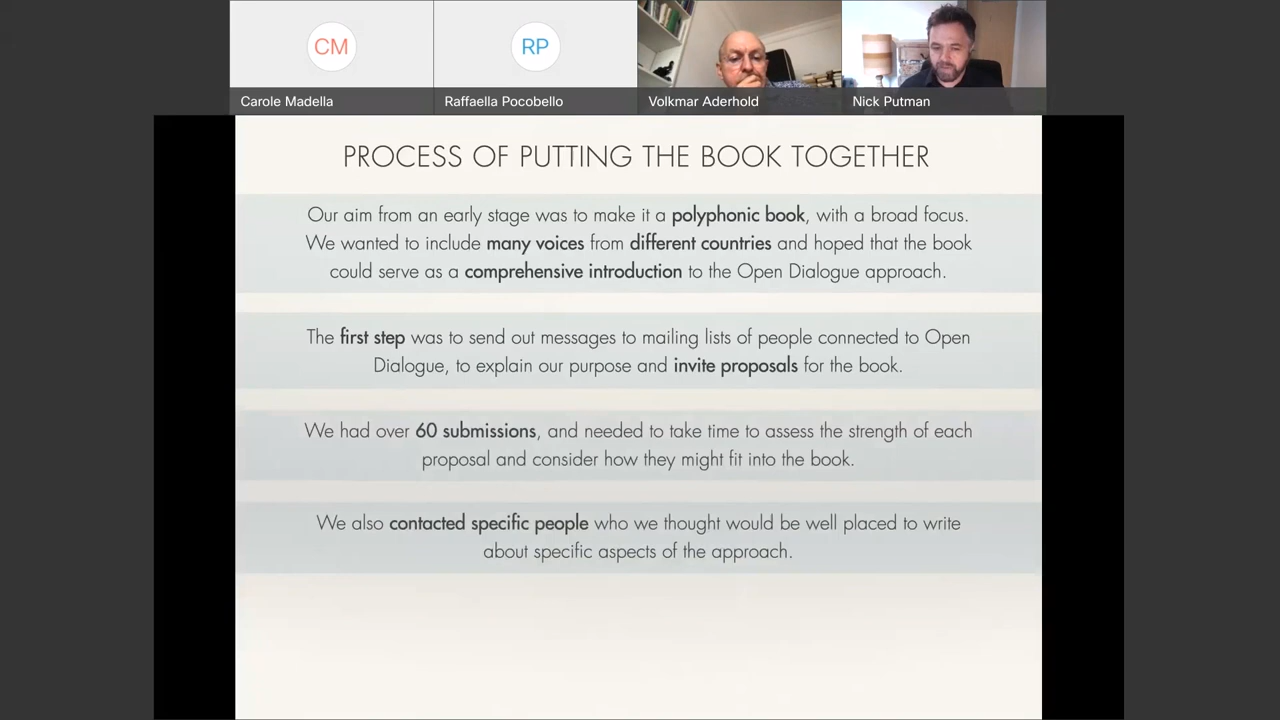 CM
RP
Carole Madella
Raffaella Pocobello
Volkmar Aderhold
Nick Putman
PROCESS OF PUTTING THE BOOK TOGETHER
Our aim from an early stage was to make it a polyphonic book, with a broad focus.
We wanted to include many voices from different countries and hoped that the book
could serve as a comprehensive introduction to the Open Dialogue approach.
The first step was to send out messages to mailing lists of people connected to Open
Dialogue, to explain our purpose and invite proposals for the book.
We had over 60 submissions, and needed to take time to assess the strength of each
proposal and consider how they might fit into the book.
We also contacted specific people who we thought would be well placed to write
about specific aspects of the approach.